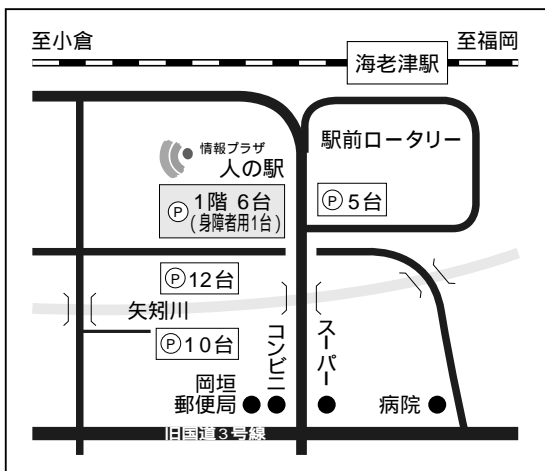 至小倉
至福岡
海老津駅
情報プラザ
人の駅
駅前ロータリー
Ⓟ 1階 6台
(身障者用1台)
Ⓟ5台
Ⓟ12台
矢矧川
Ⓟ10台
コンビニ
スーパー
岡垣
郵便局
病院
旧国道3号線